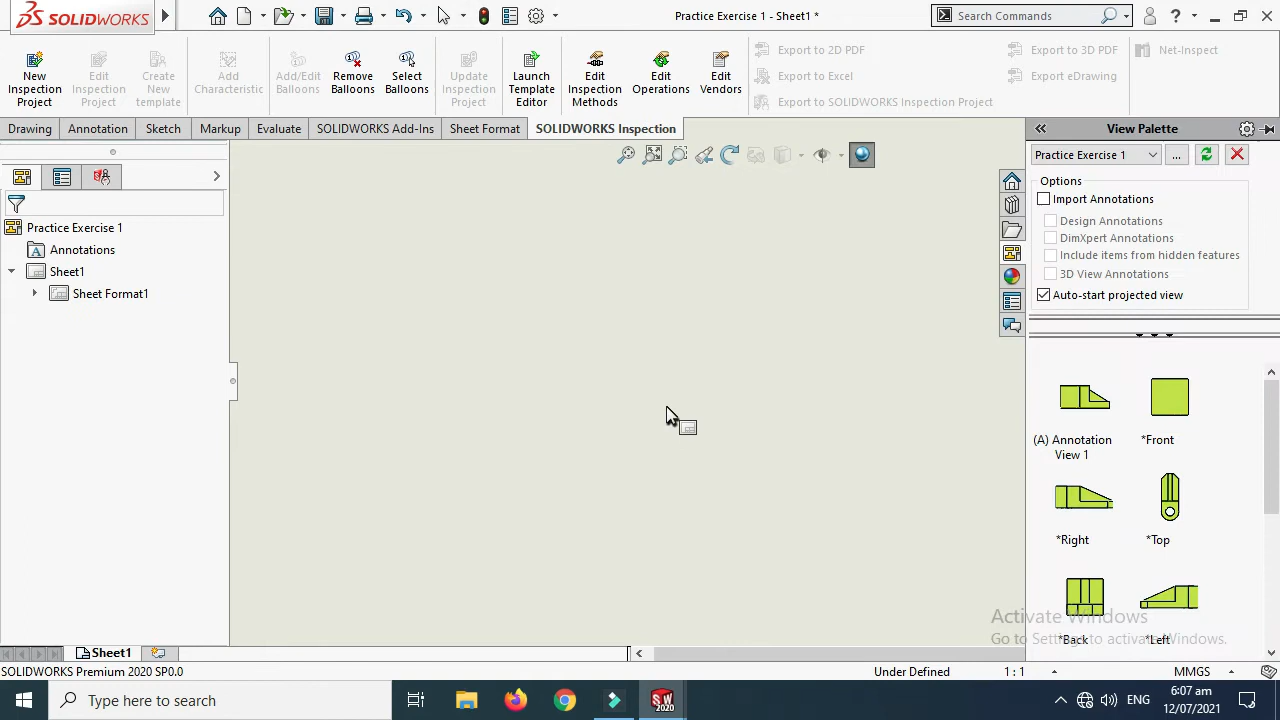 SOLIDWORKS
Practice Exercise 1 - Sheet1 *
Search Commands
?
New
Inspection
Project
Edit
Inspection
Project
Create
New
template
Add
Characteristic
Add/Edit
Balloons
Remove
Balloons
Select
Balloons
Update
Inspection
Project
Launch
Template
Editor
Edit
Inspection
Methods
Edit
Operations
Edit
Vendors
Export to 2D PDF
Export to Excel
Export to SOLIDWORKS Inspection Project
Export to 3D PDF
Export eDrawing
Net-Inspect
Drawing
Annotation
Sketch
Markup
Evaluate
SOLIDWORKS Add-Ins
Sheet Format
SOLIDWORKS Inspection
Practice Exercise 1
Annotations
Sheet1
Sheet Format1
View Palette
Practice Exercise 1
...
Options
Import Annotations
Design Annotations
DimXpert Annotations
Include items from hidden features
3D View Annotations
Auto-start projected view
(A) Annotation
View 1
*Front
*Right
*Top
*Back
*Left
Activate Windows
Go to Settings to activate Windows.
Sheet1
SOLIDWORKS Premium 2020 SP0.0
Under Defined
1 : 1
MMGS
Type here to search
SW
2020
ENG
6:07 am
12/07/2021